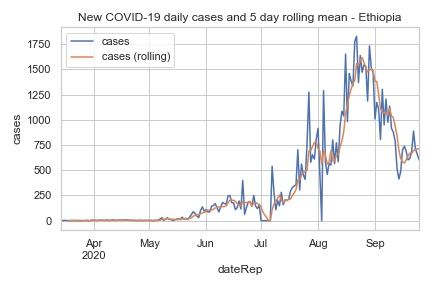 New COVID-19 daily cases and 5 day rolling mean - Ethiopia
cases
cases (rolling)
1750
1500
1250
1000
750
500
250
0
cases
Apr
2020
May
Jun
Jul
Aug
Sep
dateRep